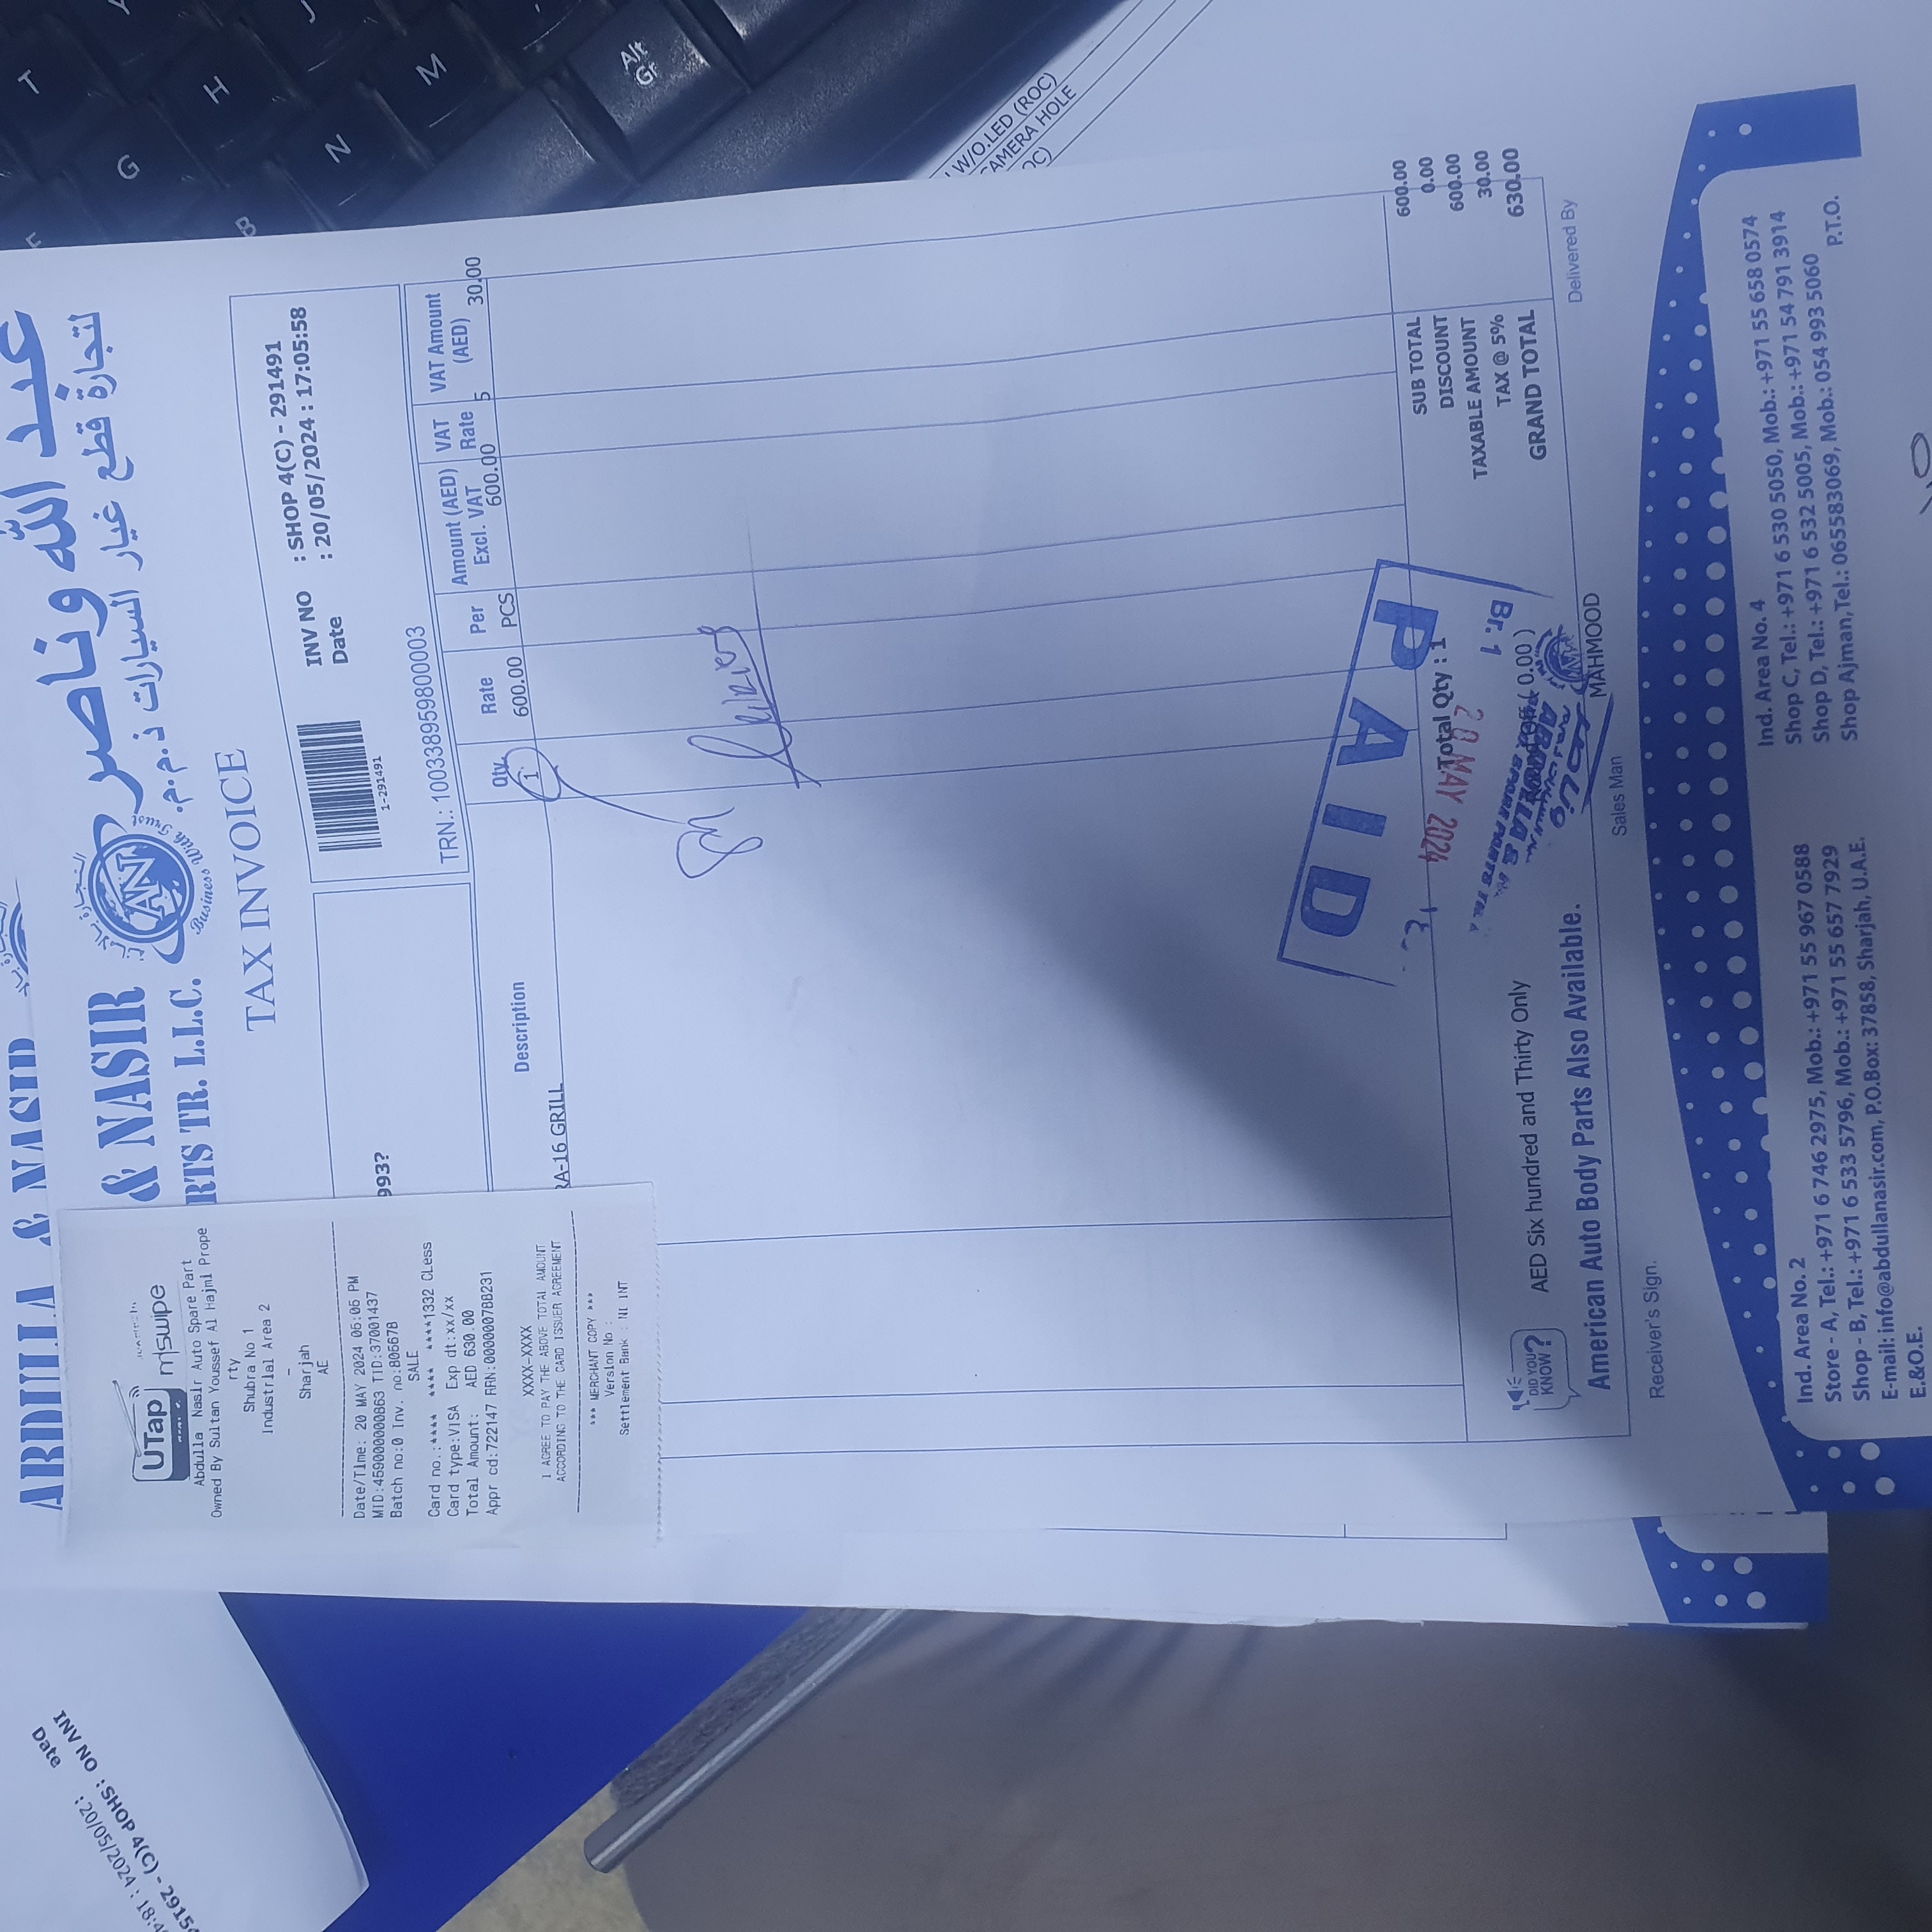 عبد الله وناصر
لتجارة قطع غيار السيارات ذ.م.م.
ABDULLA & NASIR
& NASIR
RTS TR. L.L.C.
AN
Business With Trust
TAX INVOICE
INV NO : SHOP 4(C) - 291491
Date : 20/05/2024 : 17:05:58
1-291491
993?
TRN.: 100338959800003
Description Qty. Rate Per Amount (AED) Excl. VAT VAT Rate VAT Amount (AED)
RA-16 GRILL 1 600.00 PCS 600.00 5 30.00
UTap mswipe
Abdulla Nasir Auto Spare Part
Owned By Sultan Youssef Al Hajmi Prope
rty
Shubra No 1
Industrial Area 2
-
Sharjah
AE
Date/Time: 20 MAY 2024 05:05 PM
MID:459000000863 TID:37001437
Batch no:0 Inv. no:806678
SALE
Card no.:**** **** ****1332 CLess
Card type:VISA Exp dt:xx/xx
Total Amount: AED 630.00
Appr cd:722147 RRN:000000788231
XXXX-XXXX
I AGREE TO PAY THE ABOVE TOTAL AMOUNT
ACCORDING TO THE CARD ISSUER AGREEMENT
*** MERCHANT COPY ***
Version No :
Settlement Bank : NI INT
PAID
20 MAY 2024
Br. 1
Total Qty : 1
SUB TOTAL 600.00
DISCOUNT 0.00
TAXABLE AMOUNT 600.00
TAX @ 5% 30.00
GRAND TOTAL 630.00
DID YOU KNOW?
AED Six hundred and Thirty Only
American Auto Body Parts Also Available.
MAHMOOD
Receiver's Sign. Sales Man Delivered By
Ind. Area No. 2
Store - A, Tel.: +971 6 746 2975, Mob.: +971 55 967 0588
Shop - B, Tel.: +971 6 533 5796, Mob.: +971 55 657 7929
E-mail: info@abdullanasir.com, P.O.Box: 37858, Sharjah, U.A.E.
E.&O.E.
Ind. Area No. 4
Shop C, Tel.: +971 6 530 5050, Mob.: +971 55 658 0574
Shop D, Tel.: +971 6 532 5005, Mob.: +971 54 791 3914
Shop Ajman, Tel.: 065583069, Mob.: 054 993 5060
P.T.O.
W/O.LED (ROC)
CAMERA HOLE
INV NO : SHOP 4(C) - 29154
Date : 20/05/2024 : 18:4
T
H
M
G
N
B
Alt Gr